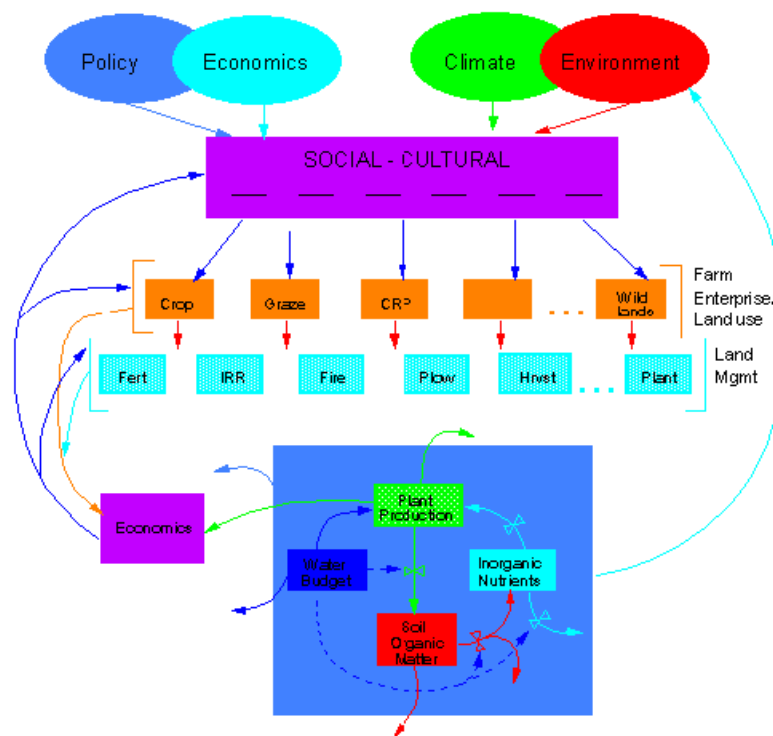 Policy
Economics
Climate
Environment
SOCIAL - CULTURAL
Crop
Graze
CRP
Wild
Lands
Farm
Enterprise,
Land use
Fert
IRR
Fire
Plow
Hrvst
Plant
Land
Mgmt
Economics
Plant
Production
Water
Budget
Inorganic
Nutrients
Soil
Organic
Matter